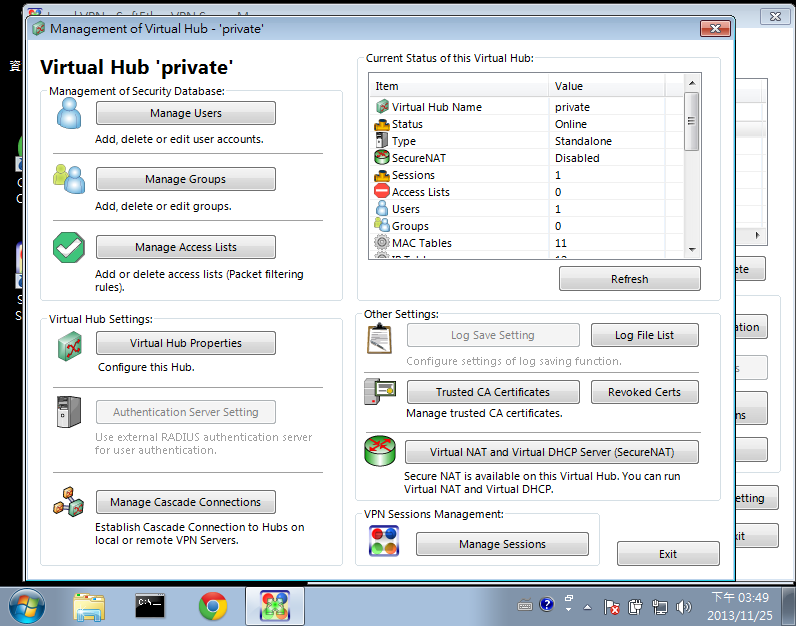 Management of Virtual Hub - 'private'
資
Virtual Hub 'private'
Management of Security Database:
Manage Users
Add, delete or edit user accounts.
Manage Groups
Add, delete or edit groups.
Manage Access Lists
Add or delete access lists (Packet filtering
rules).
Virtual Hub Settings:
Virtual Hub Properties
Configure this Hub.
Authentication Server Setting
Use external RADIUS authentication server
for user authentication.
Manage Cascade Connections
Establish Cascade Connection to Hubs on
local or remote VPN Servers.
Current Status of this Virtual Hub:
Item Value
Virtual Hub Name private
Status Online
Type Standalone
SecureNAT Disabled
Sessions 1
Access Lists 0
Users 1
Groups 0
MAC Tables 11
Refresh
Other Settings:
Log Save Setting Log File List
Configure settings of log saving function.
Trusted CA Certificates Revoked Certs
Manage trusted CA certificates.
Virtual NAT and Virtual DHCP Server (SecureNAT)
Secure NAT is available on this Virtual Hub. You can run
Virtual NAT and Virtual DHCP.
VPN Sessions Management:
Manage Sessions
Exit
下午 03:49
2013/11/25